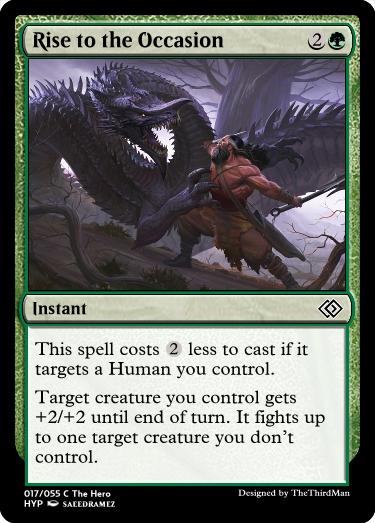 Rise to the Occasion 2
Instant
This spell costs 2 less to cast if it
targets a Human you control.
Target creature you control gets
+2/+2 until end of turn. It fights up
to one target creature you don’t
control.
017/055 C The Hero
HYP SAEEDRAMEZ
Designed by TheThirdMan